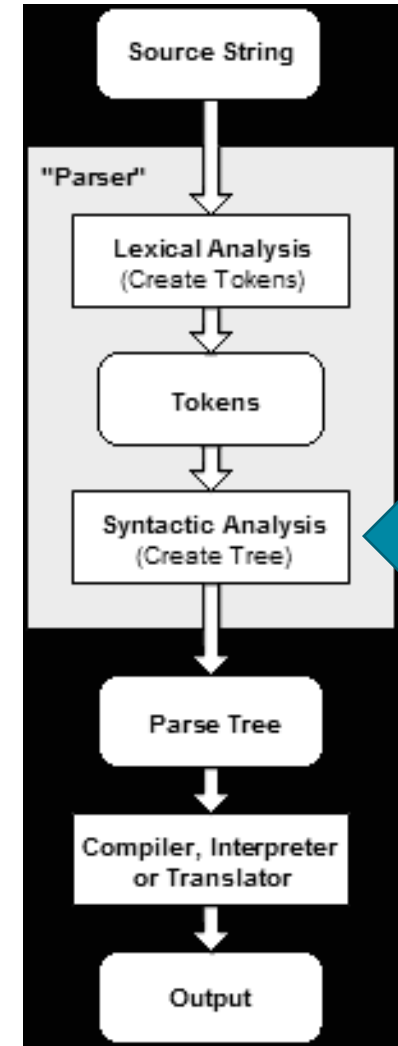 Source String
"Parser"
Lexical Analysis
(Create Tokens)
Tokens
Syntactic Analysis
(Create Tree)
Parse Tree
Compiler, Interpreter
or Translator
Output